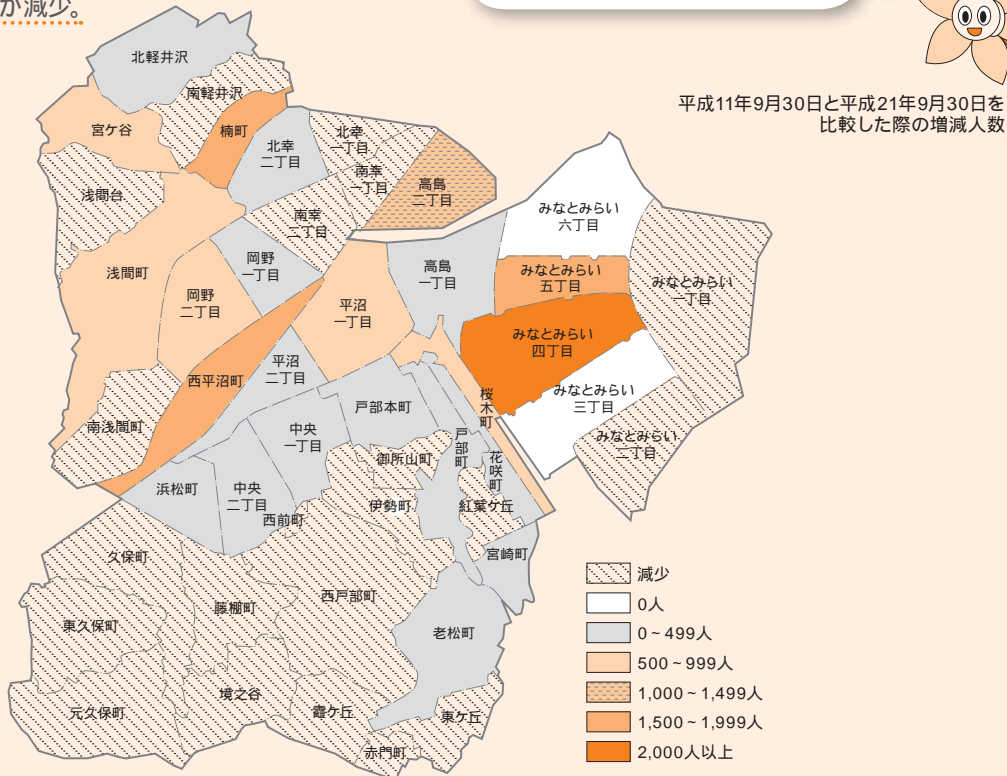 が減少。
平成11年9月30日と平成21年9月30日を
比較した際の増減人数
北軽井沢
南軽井沢
宮ケ谷
楠町
北幸
二丁目
北幸
一丁目
南幸
一丁目
高島
二丁目
浅間台
南幸
二丁目
みなとみらい
六丁目
浅間町
岡野
一丁目
高島
一丁目
みなとみらい
五丁目
みなとみらい
一丁目
岡野
二丁目
平沼
一丁目
みなとみらい
四丁目
西平沼町
平沼
二丁目
桜木町
みなとみらい
三丁目
南浅間町
戸部本町
中央
一丁目
みなとみらい
二丁目
御所山町
戸部町
花咲町
浜松町
中央
二丁目
西前町
伊勢町
紅葉ケ丘
久保町
宮崎町
東久保町
藤棚町
西戸部町
老松町
元久保町
境之谷
霞ケ丘
東ケ丘
赤門町
減少
0人
0~499人
500~999人
1,000~1,499人
1,500~1,999人
2,000人以上